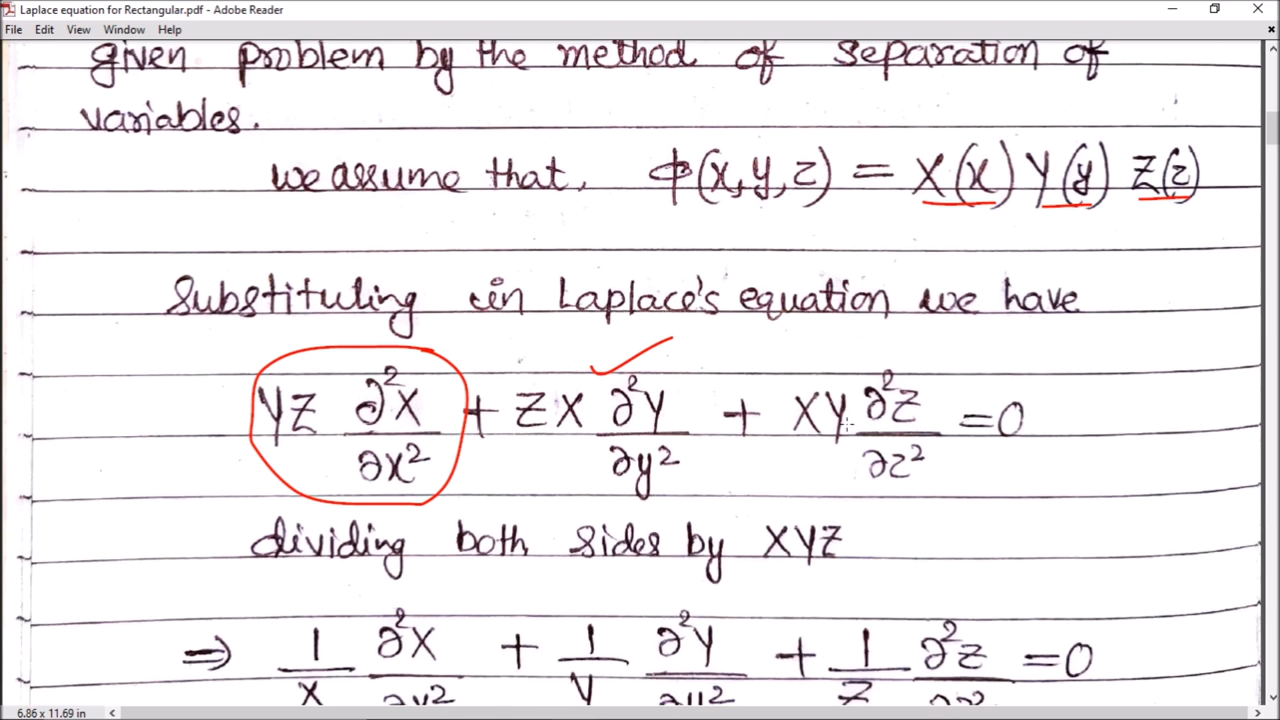 Laplace equation for Rectangular.pdf - Adobe Reader
File Edit View Window Help
given problem by the method of separation of
variables.
we assume that, ϕ(x,y,z) = X(x) Y(y) Z(z)
Substituting in Laplace's equation we have
YZ ∂²X/∂x² + ZX ∂²Y/∂y² + XY ∂²Z/∂z² =0
dividing both sides by XYZ
⇒ 1/X ∂²X/∂x² + 1/Y ∂²Y/∂y² + 1/Z ∂²Z/∂z² =0
6.86 x 11.69 in